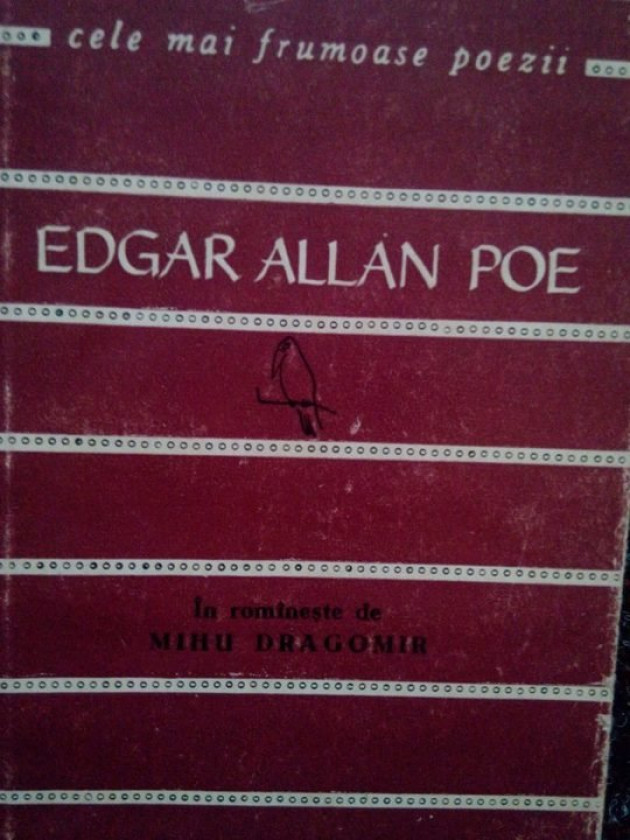 cele mai frumoase poezii
EDGAR ALLAN POE
În romînește de
MIHU DRAGOMIR